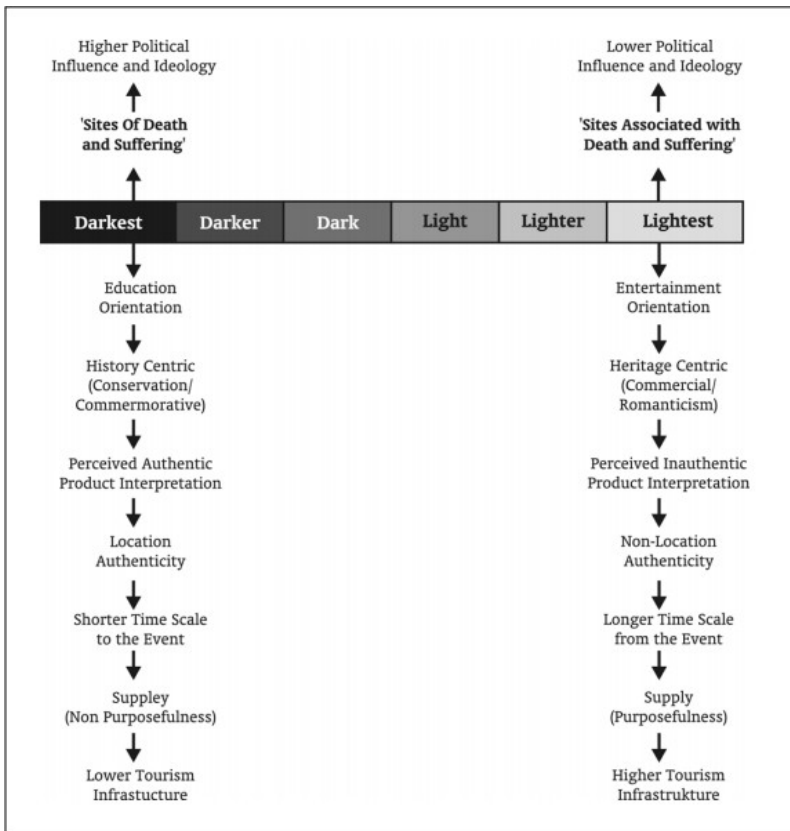 Higher Political
Influence and Ideology
Lower Political
Influence and Ideology
'Sites Of Death
and Suffering'
'Sites Associated with
Death and Suffering'
Darkest
Darker
Dark
Light
Lighter
Lightest
Education
Orientation
Entertainment
Orientation
History Centric
(Conservation/
Commermorative)
Heritage Centric
(Commercial/
Romanticism)
Perceived Authentic
Product Interpretation
Perceived Inauthentic
Product Interpretation
Location
Authenticity
Non-Location
Authenticity
Shorter Time Scale
to the Event
Longer Time Scale
from the Event
Suppley
(Non Purposefulness)
Supply
(Purposefulness)
Lower Tourism
Infrastucture
Higher Tourism
Infrastrukture